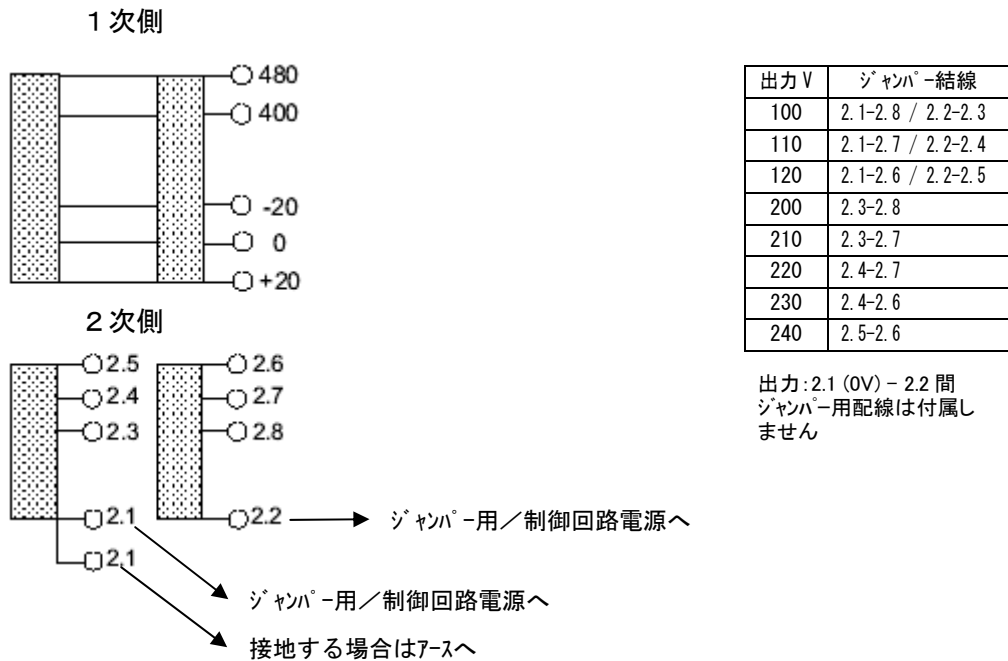 1次側
480
400
-20
0
+20
2次側
2.5
2.4
2.3
2.1
2.1
2.6
2.7
2.8
2.2
ジャンパー用／制御回路電源へ
ジャンパー用／制御回路電源へ
接地する場合はアースへ
出力V ジャンパー結線
100 2.1-2.8 / 2.2-2.3
110 2.1-2.7 / 2.2-2.4
120 2.1-2.6 / 2.2-2.5
200 2.3-2.8
210 2.3-2.7
220 2.4-2.7
230 2.4-2.6
240 2.5-2.6
出力：2.1 (0V) – 2.2 間
ジャンパー用配線は付属し
ません